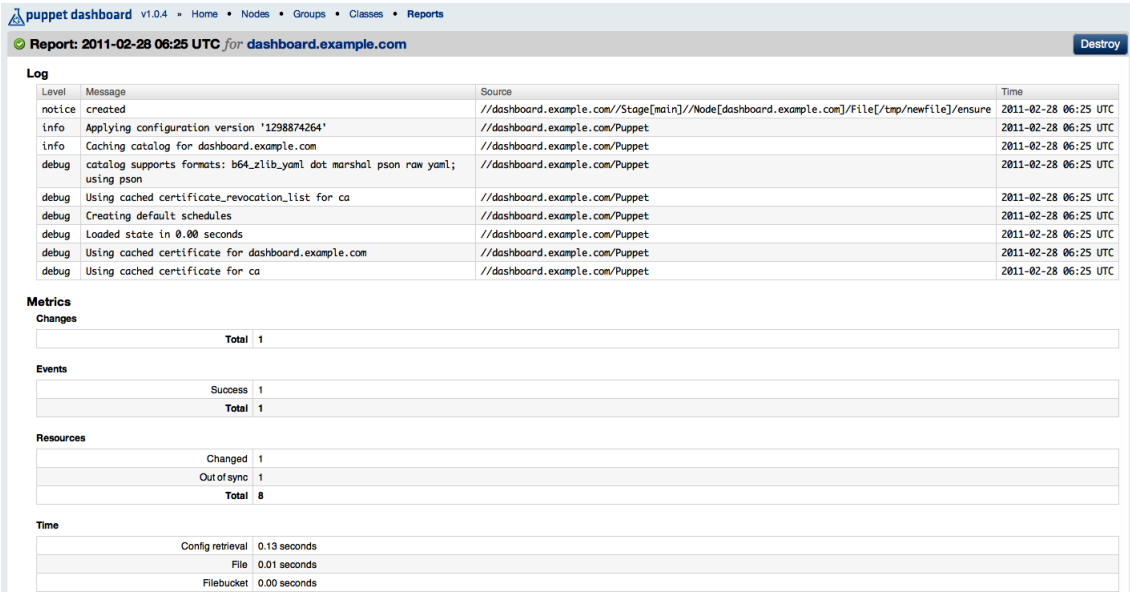 puppet dashboard v1.0.4 » Home • Nodes • Groups • Classes • Reports
Report: 2011-02-28 06:25 UTC for dashboard.example.com Destroy
Log
Level Message Source Time
notice created //dashboard.example.com//Stage[main]//Node[dashboard.example.com]/File[/tmp/newfile]/ensure 2011-02-28 06:25 UTC
info Applying configuration version '1298874264' //dashboard.example.com/Puppet 2011-02-28 06:25 UTC
info Caching catalog for dashboard.example.com //dashboard.example.com/Puppet 2011-02-28 06:25 UTC
debug catalog supports formats: b64_zlib_yaml dot marshal pson raw yaml; //dashboard.example.com/Puppet 2011-02-28 06:25 UTC
using pson
debug Using cached certificate_revocation_list for ca //dashboard.example.com/Puppet 2011-02-28 06:25 UTC
debug Creating default schedules //dashboard.example.com/Puppet 2011-02-28 06:25 UTC
debug Loaded state in 0.00 seconds //dashboard.example.com/Puppet 2011-02-28 06:25 UTC
debug Using cached certificate for dashboard.example.com //dashboard.example.com/Puppet 2011-02-28 06:25 UTC
debug Using cached certificate for ca //dashboard.example.com/Puppet 2011-02-28 06:25 UTC
Metrics
Changes
Total 1
Events
Success 1
Total 1
Resources
Changed 1
Out of sync 1
Total 8
Time
Config retrieval 0.13 seconds
File 0.01 seconds
Filebucket 0.00 seconds